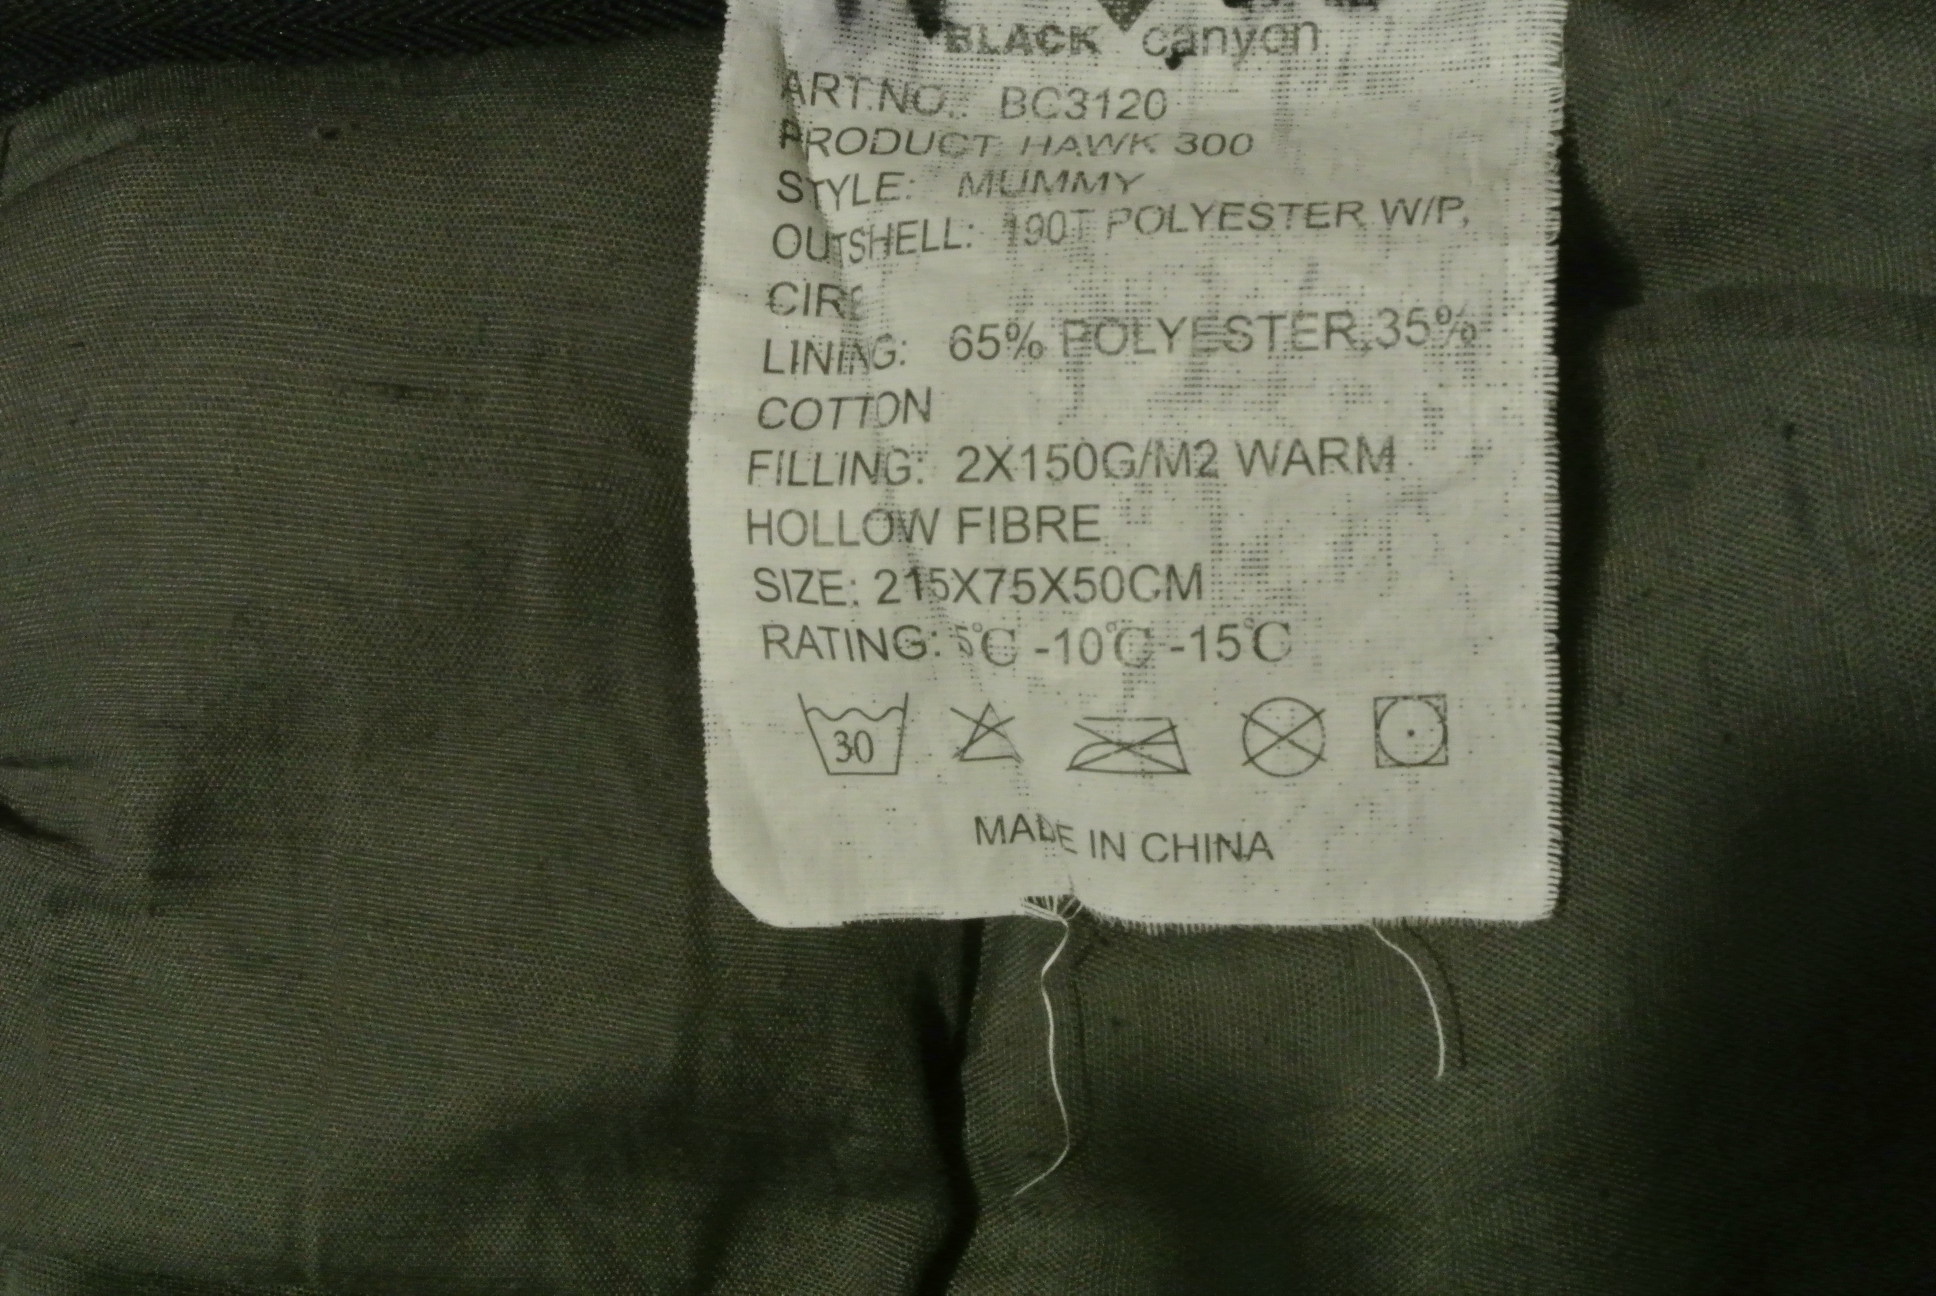 BLACK canyon
ART.NO.: BC3120
PRODUCT: HAWK 300
STYLE: MUMMY
OUTSHELL: 190T POLYESTER W/P,
CIRE
LINING: 65% POLYESTER,35%
COTTON
FILLING: 2X150G/M2 WARM
HOLLOW FIBRE
SIZE: 215X75X50CM
RATING: 5℃ -10℃ -15℃
30
MADE IN CHINA